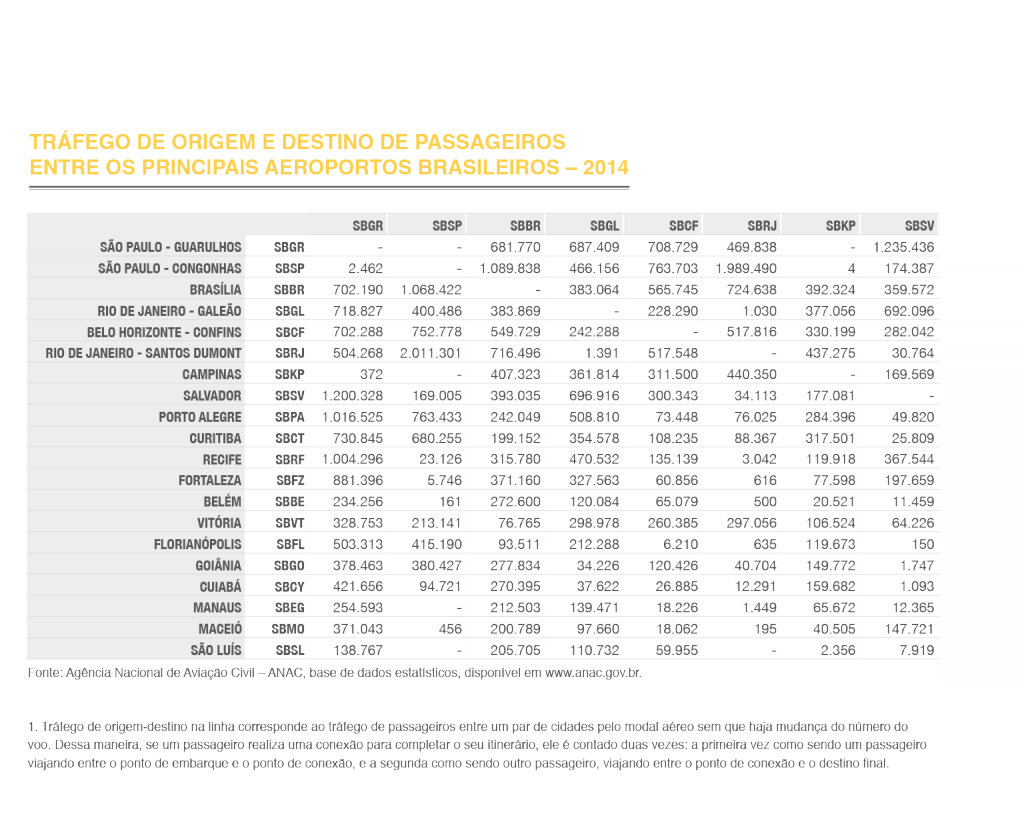 TRÁFEGO DE ORIGEM E DESTINO DE PASSAGEIROS
ENTRE OS PRINCIPAIS AEROPORTOS BRASILEIROS – 2014
SBGR SBSP SBBR SBGL SBCF SBRJ SBKP SBSV
SÃO PAULO - GUARULHOS SBGR - - 681.770 687.409 708.729 469.838 - 1.235.436
SÃO PAULO - CONGONHAS SBSP 2.462 - 1.089.838 466.156 763.703 1.989.490 4 174.387
BRASÍLIA SBBR 702.190 1.068.422 - 383.064 565.745 724.638 392.324 359.572
RIO DE JANEIRO - GALEÃO SBGL 718.827 400.486 383.869 - 228.290 1.030 377.056 692.096
BELO HORIZONTE - CONFINS SBCF 702.288 752.778 549.729 242.288 - 517.816 330.199 282.042
RIO DE JANEIRO - SANTOS DUMONT SBRJ 504.268 2.011.301 716.496 1.391 517.548 - 437.275 30.764
CAMPINAS SBKP 372 - 407.323 361.814 311.500 440.350 - 169.569
SALVADOR SBSV 1.200.328 169.005 393.035 696.916 300.343 34.113 177.081 -
PORTO ALEGRE SBPA 1.016.525 763.433 242.049 508.810 73.448 76.025 284.396 49.820
CURITIBA SBCT 730.845 680.255 199.152 354.578 108.235 88.367 317.501 25.809
RECIFE SBRF 1.004.296 23.126 315.780 470.532 135.139 3.042 119.918 367.544
FORTALEZA SBFZ 881.396 5.746 371.160 327.563 60.856 616 77.598 197.659
BELÉM SBBE 234.256 161 272.600 120.084 65.079 500 20.521 11.459
VITÓRIA SBVT 328.753 213.141 76.765 298.978 260.385 297.056 106.524 64.226
FLORIANÓPOLIS SBFL 503.313 415.190 93.511 212.288 6.210 635 119.673 150
GOIÂNIA SBGO 378.463 380.427 277.834 34.226 120.426 40.704 149.772 1.747
CUIABÁ SBCY 421.656 94.721 270.395 37.622 26.885 12.291 159.682 1.093
MANAUS SBEG 254.593 - 212.503 139.471 18.226 1.449 65.672 12.365
MACEIÓ SBMO 371.043 456 200.789 97.660 18.062 195 40.505 147.721
SÃO LUÍS SBSL 138.767 - 205.705 110.732 59.955 - 2.356 7.919
Fonte: Agência Nacional de Aviação Civil – ANAC, base de dados estatísticos, disponível em www.anac.gov.br.
1. Tráfego de origem-destino na linha corresponde ao tráfego de passageiros entre um par de cidades pelo modal aéreo sem que haja mudança do número do
voo. Dessa maneira, se um passageiro realiza uma conexão para completar o seu itinerário, ele é contado duas vezes: a primeira vez como sendo um passageiro
viajando entre o ponto de embarque e o ponto de conexão, e a segunda como sendo outro passageiro, viajando entre o ponto de conexão e o destino final.